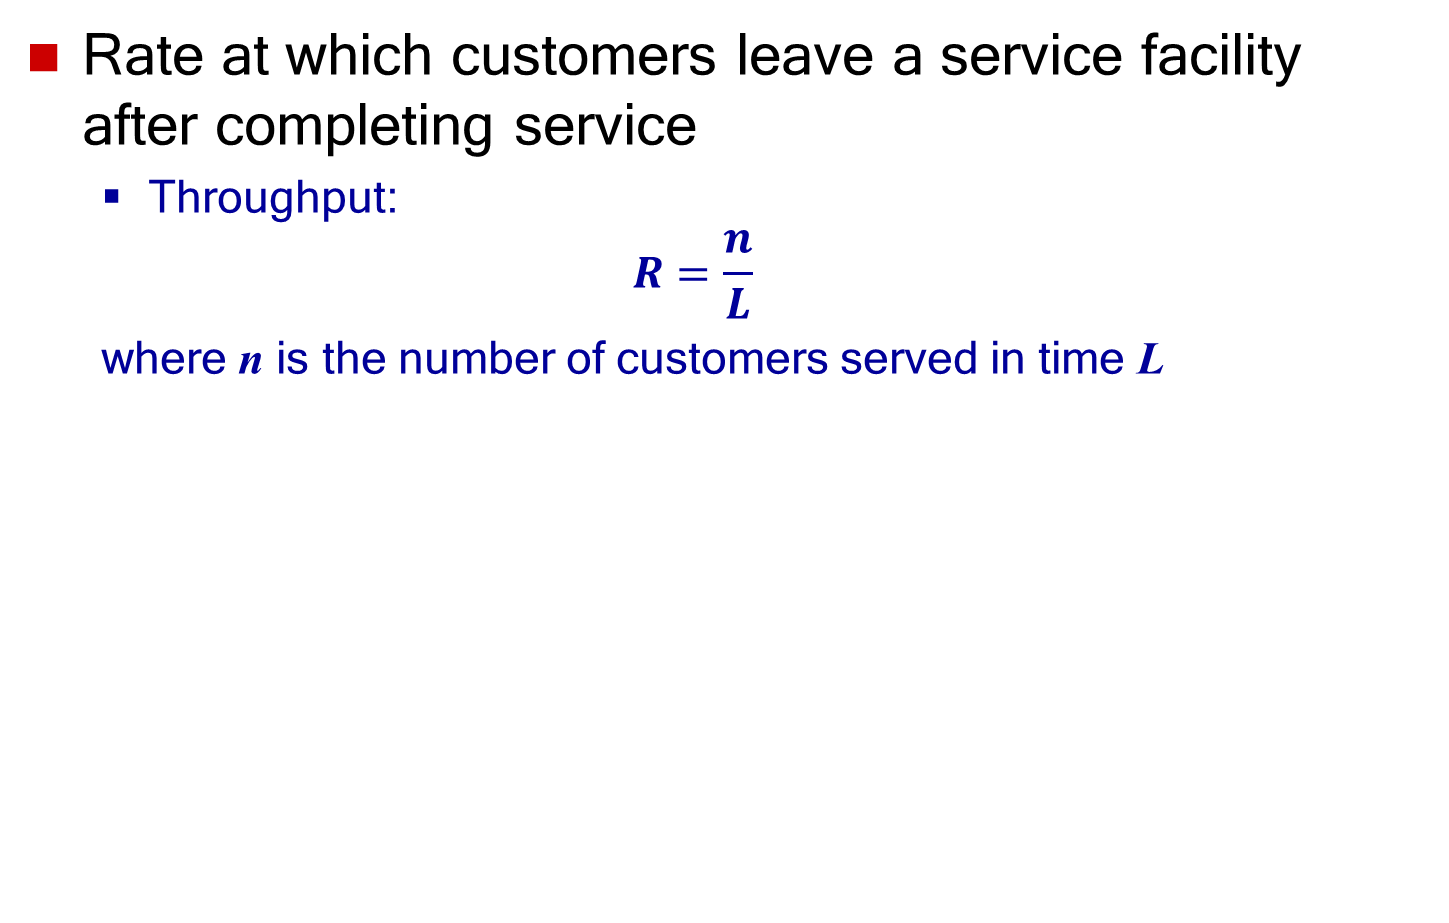 ■ Rate at which customers leave a service facility
after completing service
▪ Throughput:
R = n/L
where n is the number of customers served in time L